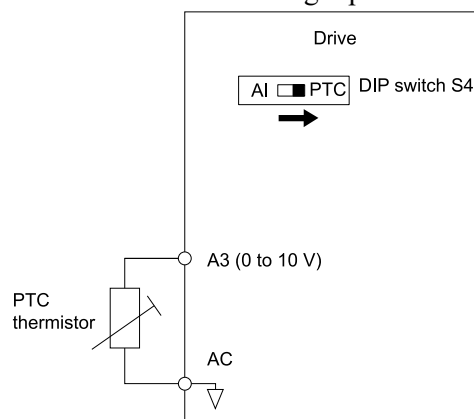 Drive
AI PTC DIP switch S4
A3 (0 to 10 V)
PTC
thermistor
AC